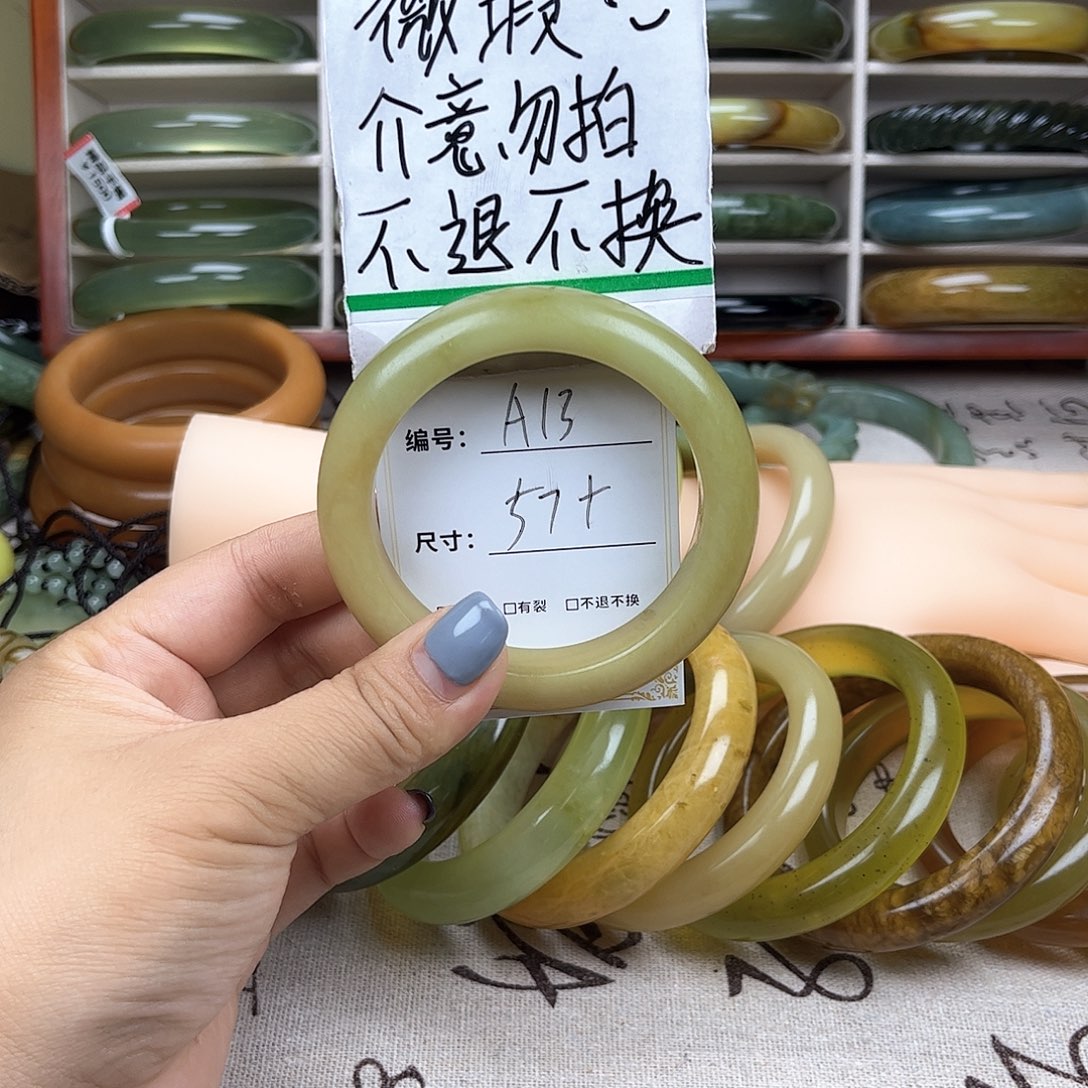 微瑕
介意勿拍
不退不换
编号： A13
尺寸： 57+
□有裂 □不退不换